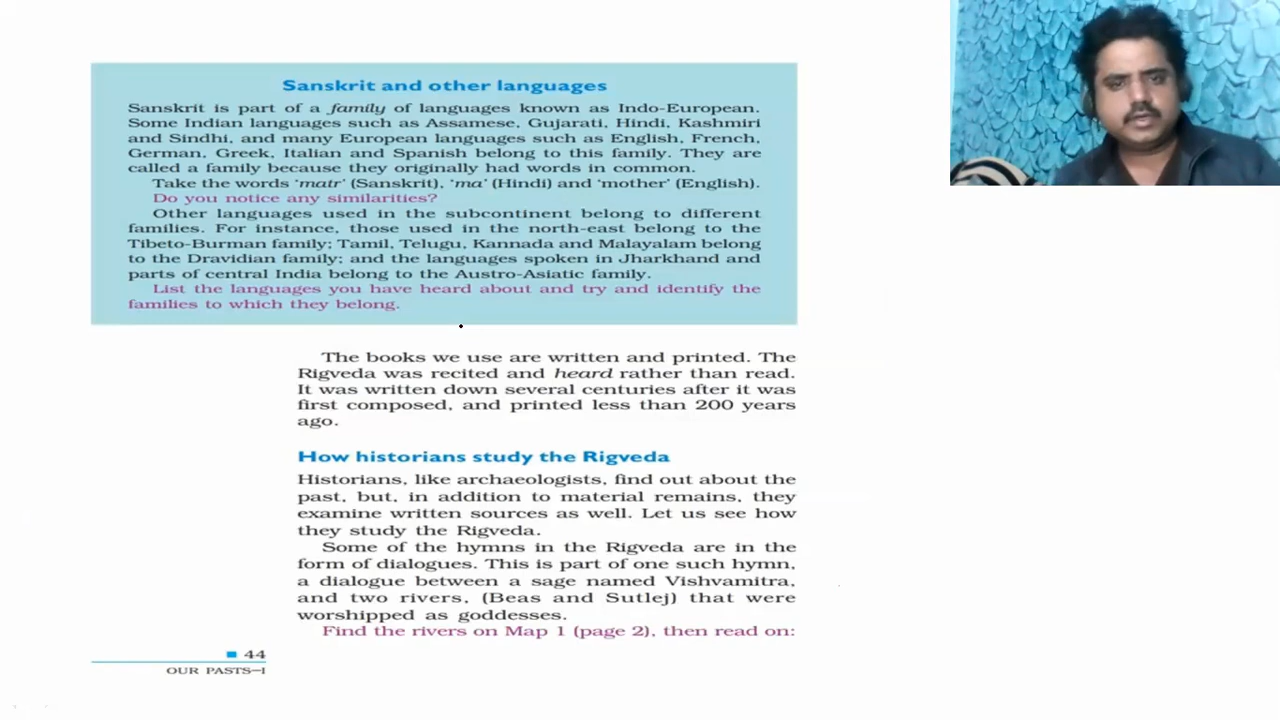 Sanskrit and other languages
Sanskrit is part of a family of languages known as Indo-European.
Some Indian languages such as Assamese, Gujarati, Hindi, Kashmiri
and Sindhi, and many European languages such as English, French,
German, Greek, Italian and Spanish belong to this family. They are
called a family because they originally had words in common.
Take the words ‘matr’ (Sanskrit), ‘ma’ (Hindi) and ‘mother’ (English).
Do you notice any similarities?
Other languages used in the subcontinent belong to different
families. For instance, those used in the north-east belong to the
Tibeto-Burman family; Tamil, Telugu, Kannada and Malayalam belong
to the Dravidian family; and the languages spoken in Jharkhand and
parts of central India belong to the Austro-Asiatic family.
List the languages you have heard about and try and identify the
families to which they belong.
The books we use are written and printed. The
Rigveda was recited and heard rather than read.
It was written down several centuries after it was
first composed, and printed less than 200 years
ago.
How historians study the Rigveda
Historians, like archaeologists, find out about the
past, but, in addition to material remains, they
examine written sources as well. Let us see how
they study the Rigveda.
Some of the hymns in the Rigveda are in the
form of dialogues. This is part of one such hymn,
a dialogue between a sage named Vishvamitra,
and two rivers, (Beas and Sutlej) that were
worshipped as goddesses.
Find the rivers on Map 1 (page 2), then read on:
44
OUR PASTS–I